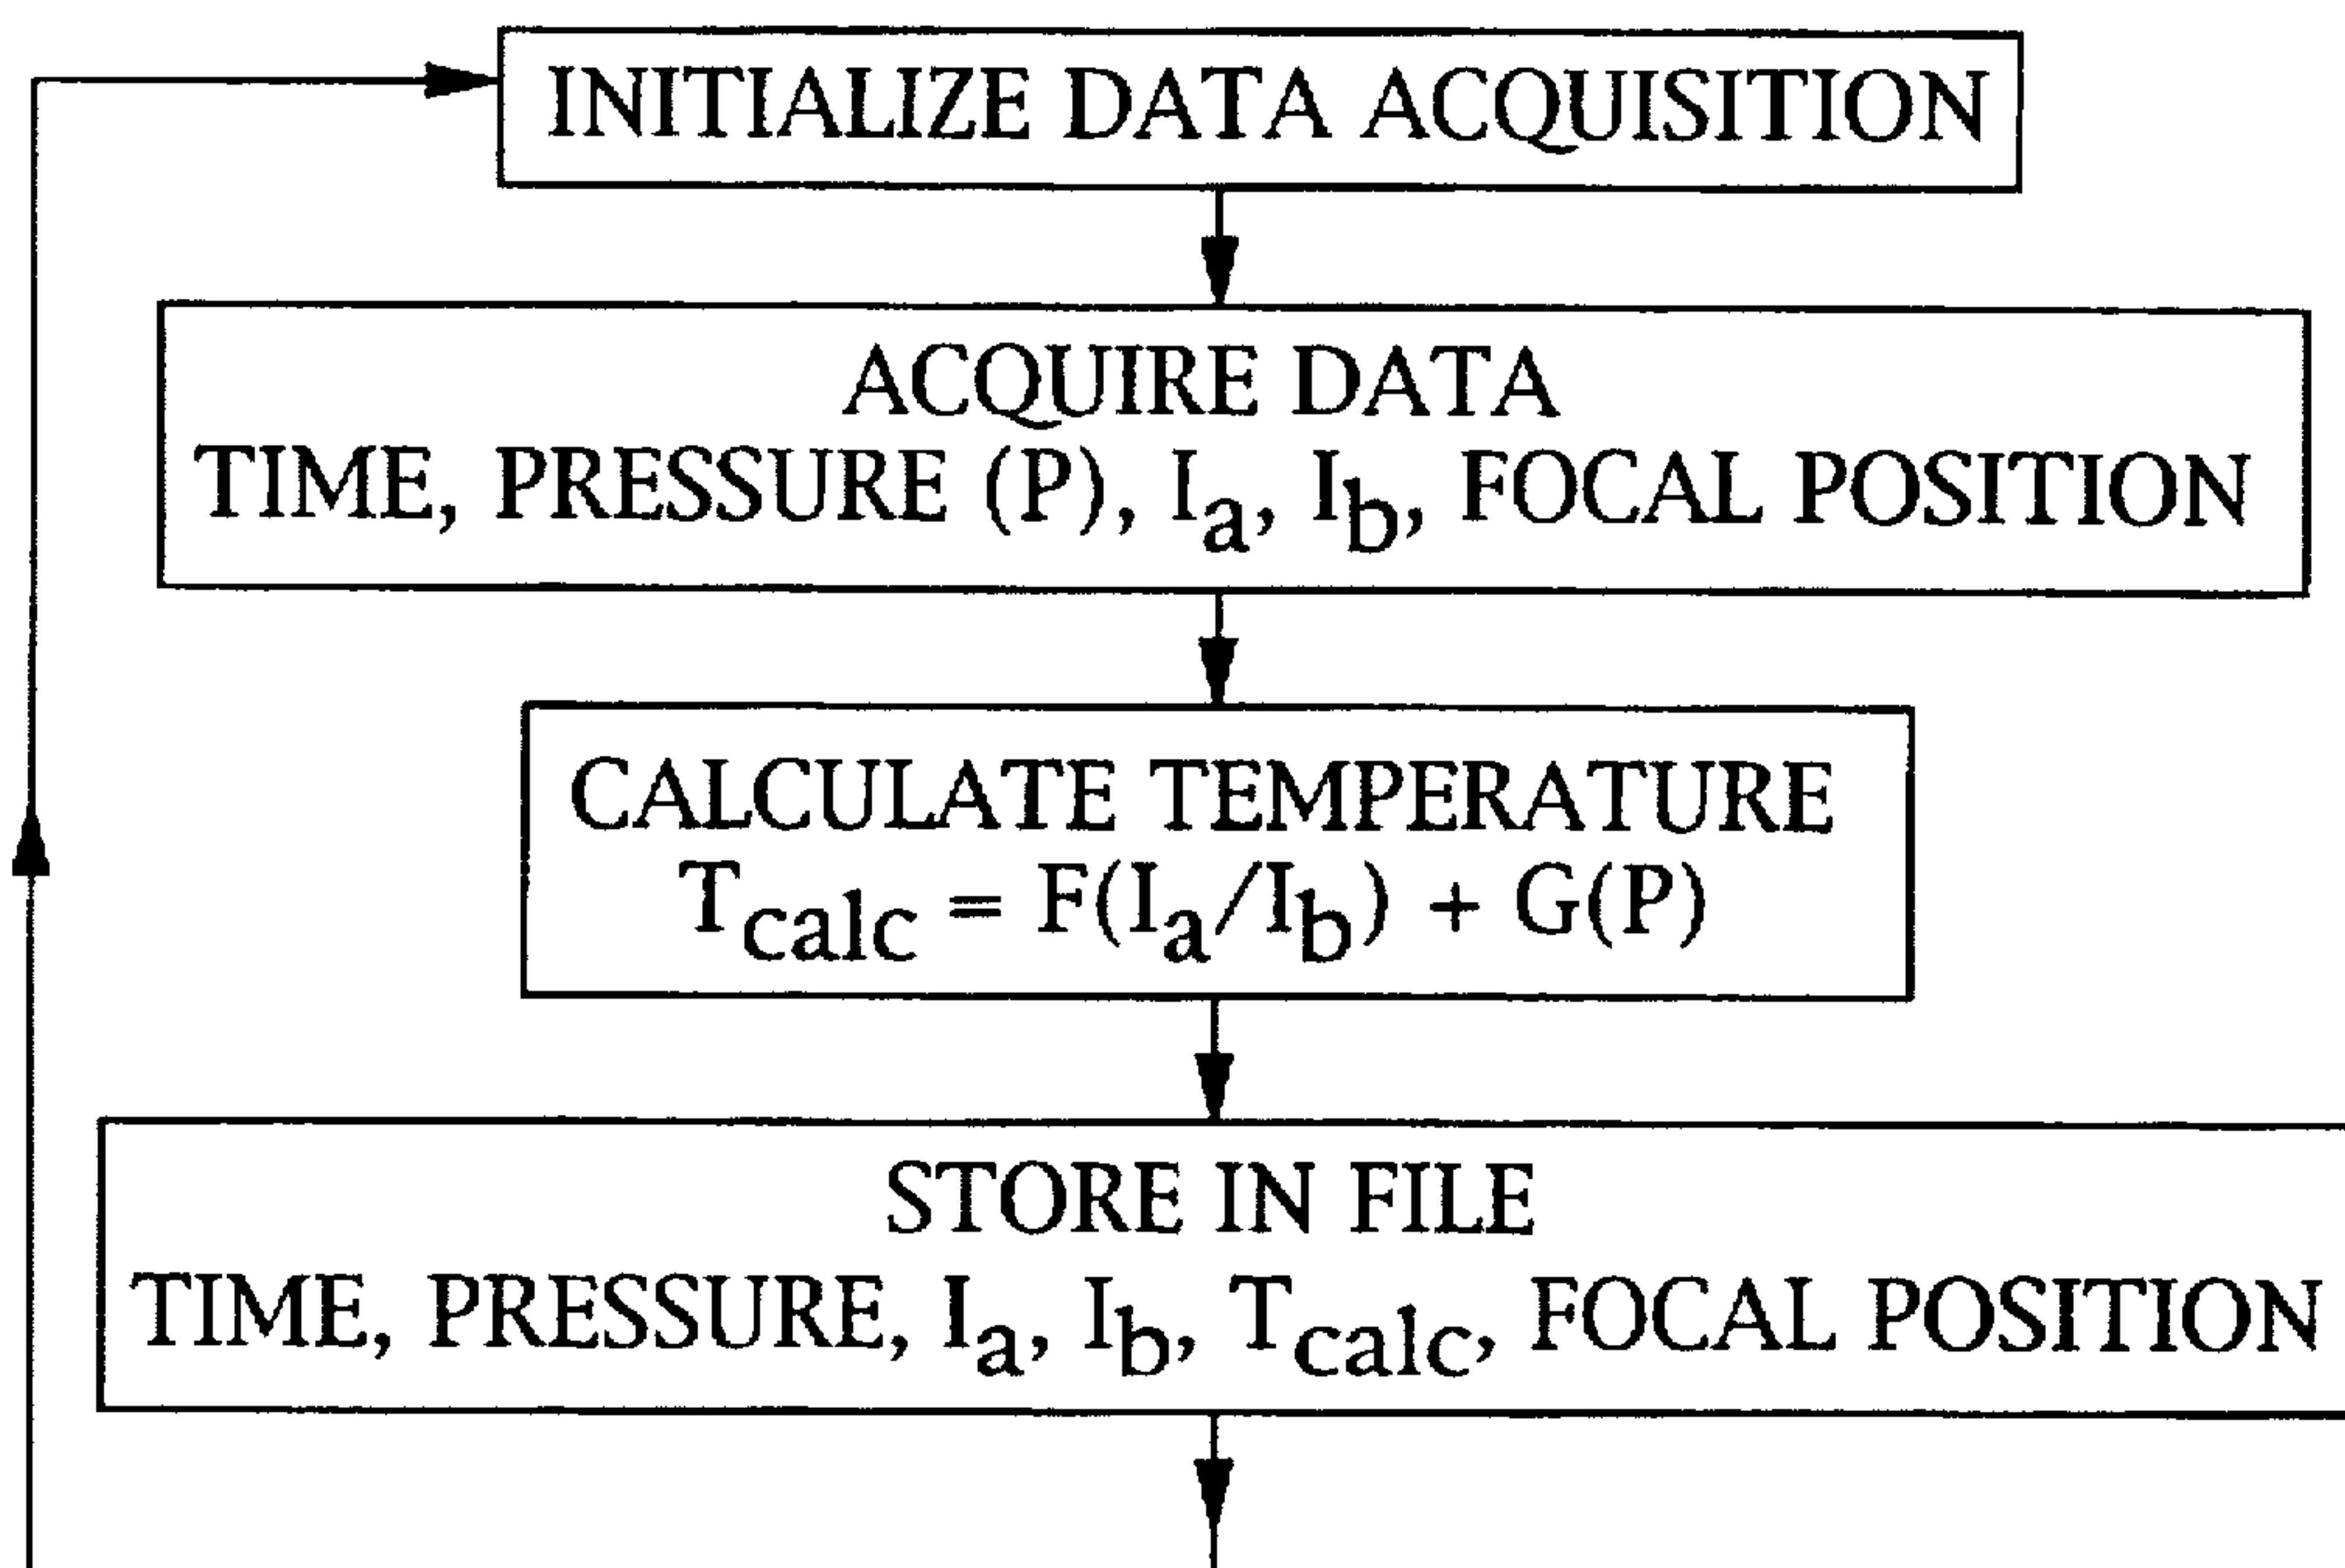 INITIALIZE DATA ACQUISITION
ACQUIRE DATA
TIME, PRESSURE (P), Ia, Ib, FOCAL POSITION
CALCULATE TEMPERATURE
Tcalc = F(Ia/Ib) + G(P)
STORE IN FILE
TIME, PRESSURE, Ia, Ib, Tcalc, FOCAL POSITION